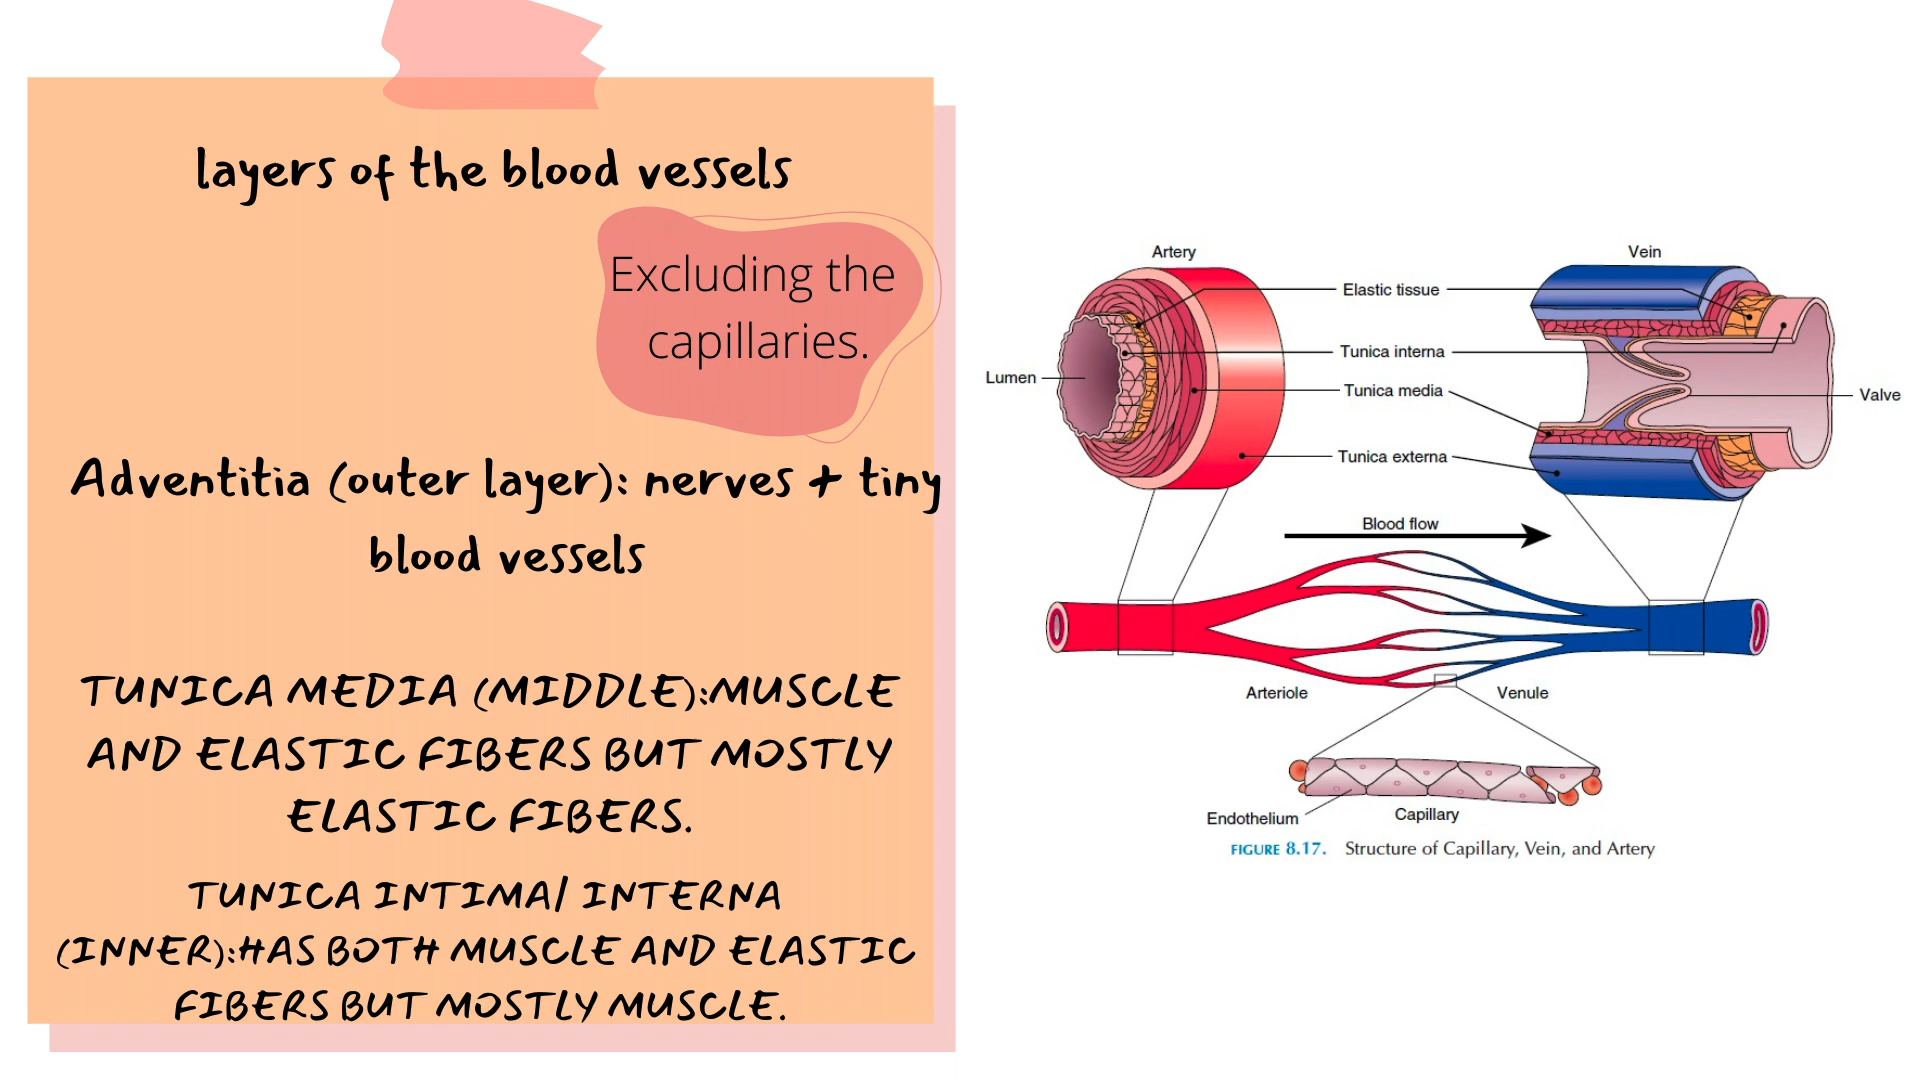 layers of the blood vessels
Excluding the
capillaries.
Adventitia (outer layer): nerves + tiny
blood vessels
TUNICA MEDIA (MIDDLE):MUSCLE
AND ELASTIC FIBERS BUT MOSTLY
ELASTIC FIBERS.
TUNICA INTIMA/ INTERNA
(INNER):HAS BOTH MUSCLE AND ELASTIC
FIBERS BUT MOSTLY MUSCLE.
Artery
Vein
Elastic tissue
Tunica interna
Lumen
Tunica media
Valve
Tunica externa
Blood flow
Arteriole
Venule
Endothelium
Capillary
FIGURE 8.17. Structure of Capillary, Vein, and Artery